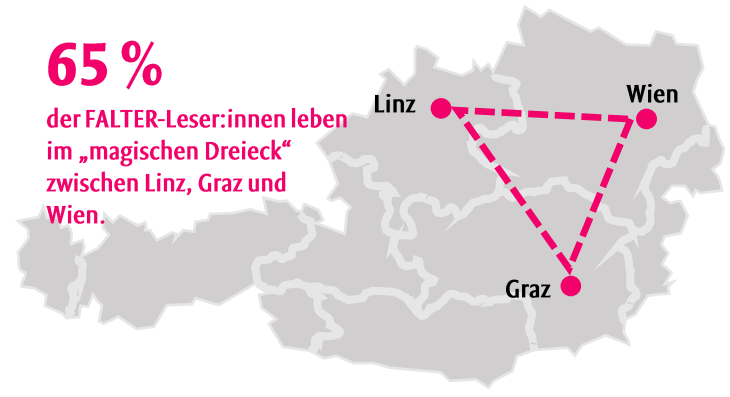 65 %
der FALTER-Leser:innen leben
im „magischen Dreieck“
zwischen Linz, Graz und
Wien.
Linz
Wien
Graz